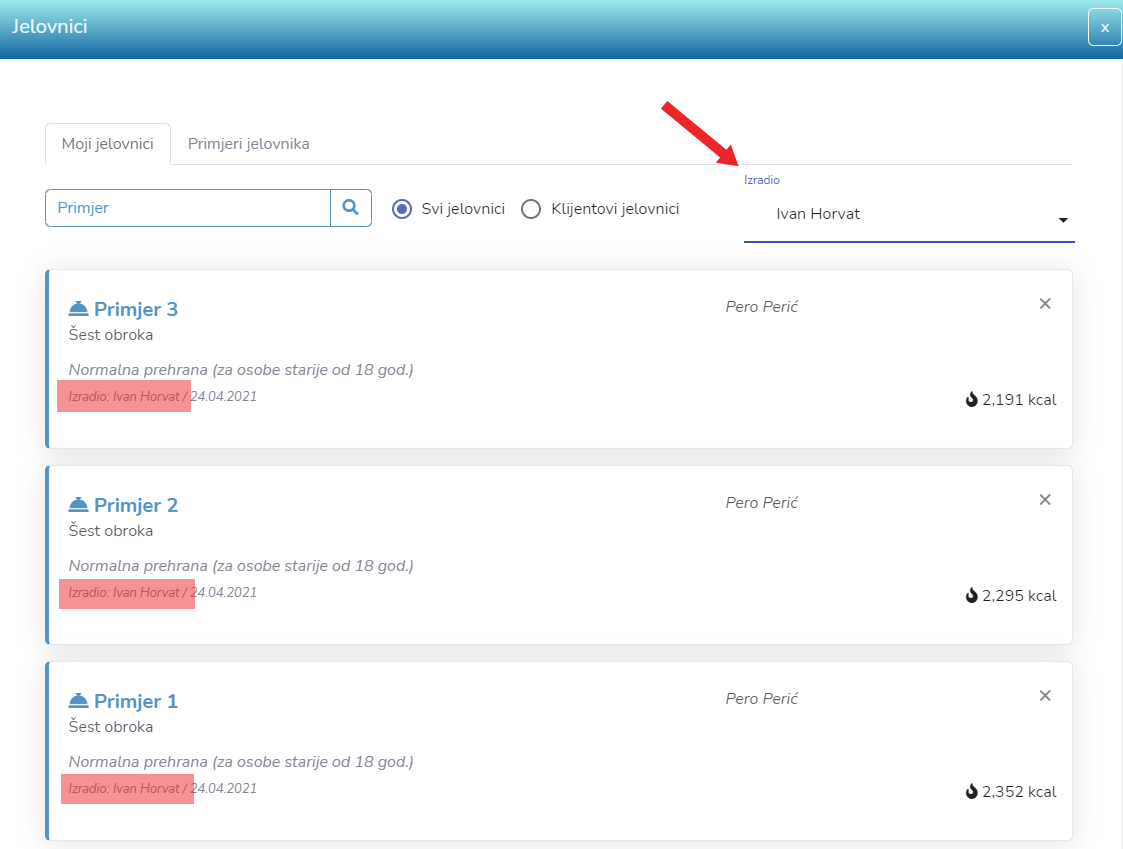 Jelovnici
x
Moji jelovnici
Primjeri jelovnika
Izradio
Primjer
Svi jelovnici
Klijentovi jelovnici
Ivan Horvat
Primjer 3
Pero Perić
Šest obroka
Normalna prehrana (za osobe starije od 18 god.)
Izradio: Ivan Horvat / 24.04.2021
2,191 kcal
Primjer 2
Pero Perić
Šest obroka
Normalna prehrana (za osobe starije od 18 god.)
Izradio: Ivan Horvat / 24.04.2021
2,295 kcal
Primjer 1
Pero Perić
Šest obroka
Normalna prehrana (za osobe starije od 18 god.)
Izradio: Ivan Horvat / 24.04.2021
2,352 kcal